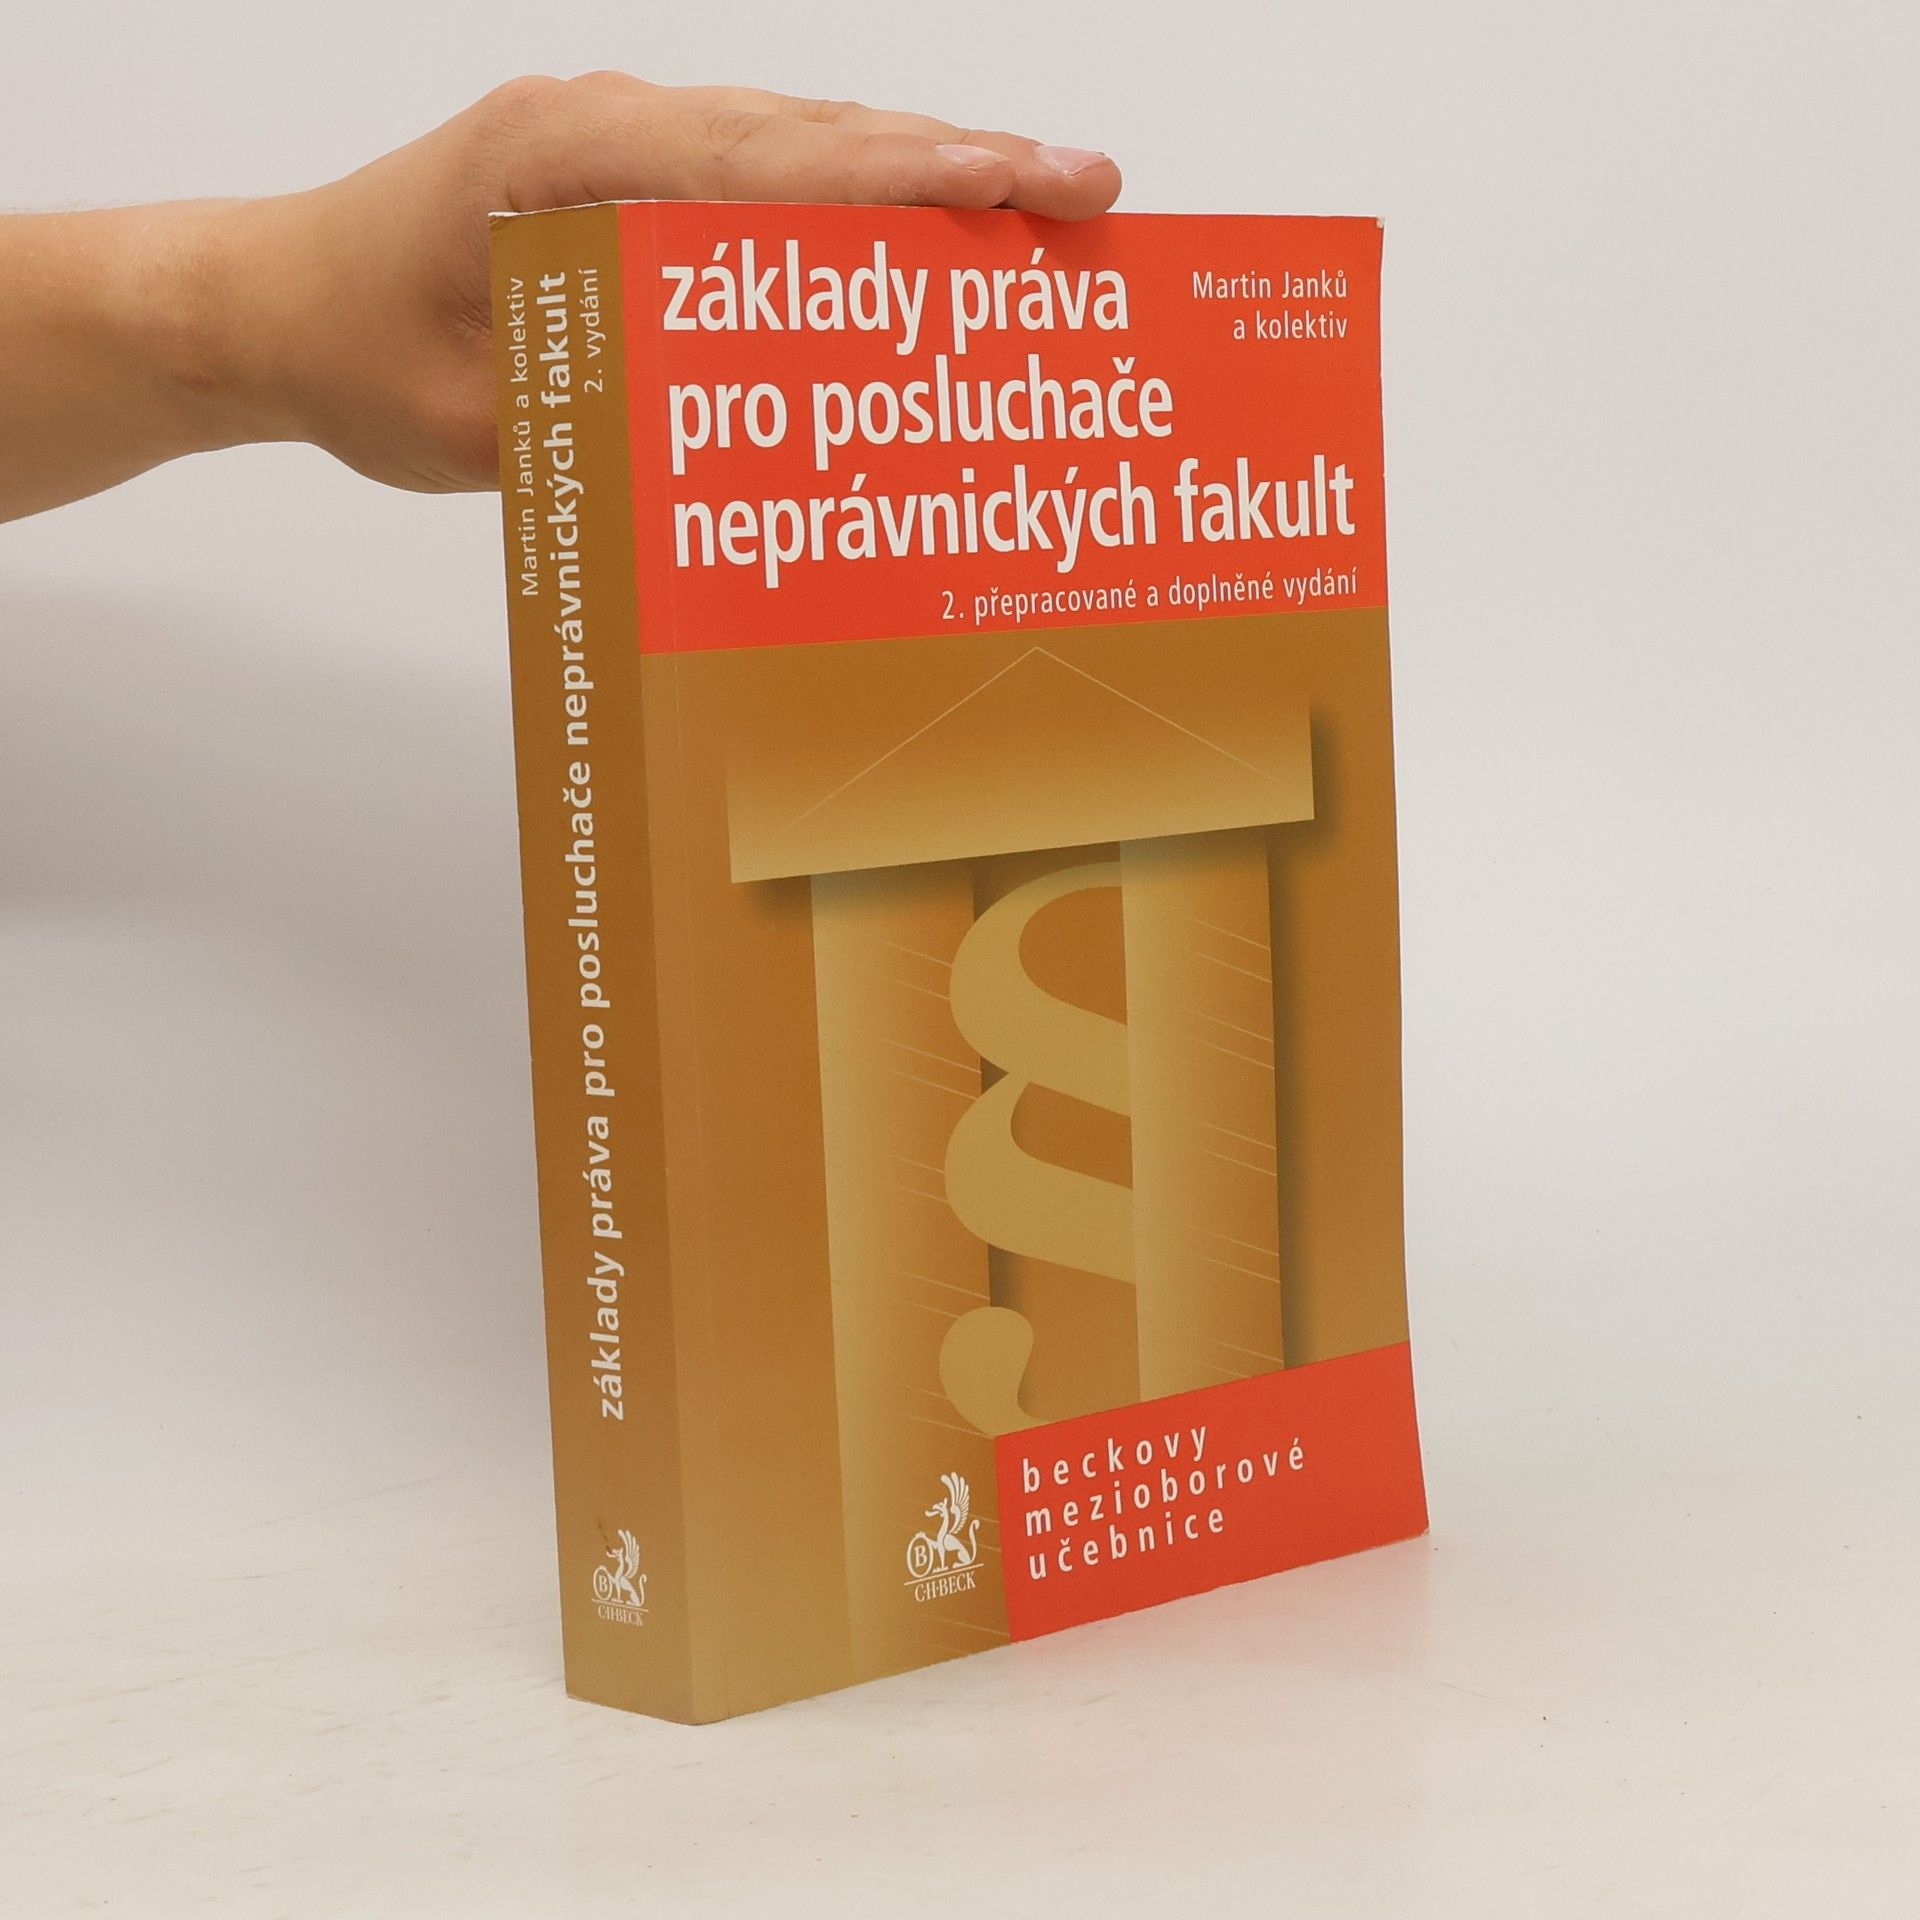 Martin Janků a kolektiv
základy práva pro posluchače neprávnických fakult
2. vydání
B
C·H·BECK
základy práva
pro posluchače
neprávnických fakult
Martin Janků
a kolektiv
2. přepracované a doplněné vydání
§
B
C·H·BECK
beckovy
mezioborové
učebnice